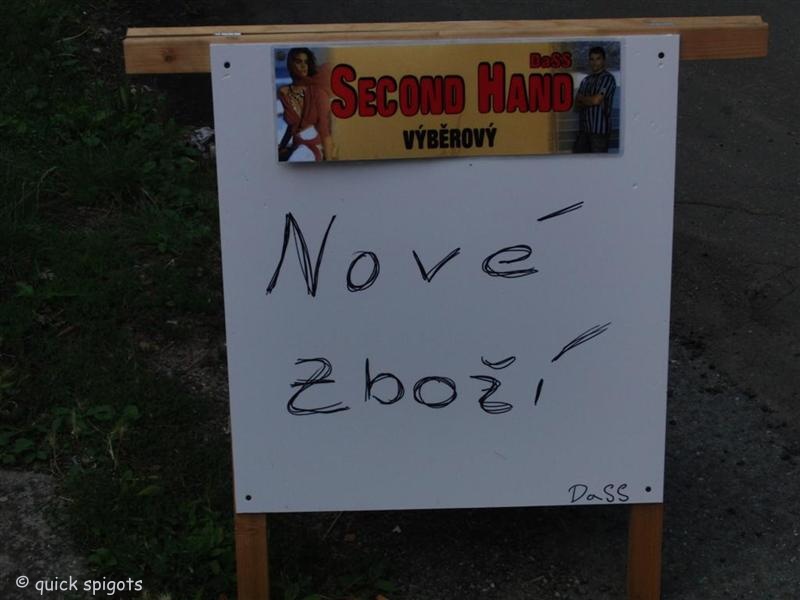 DaSS
SECOND HAND
VÝBĚROVÝ
Nové
Zboží
DaSS
© quick spigots